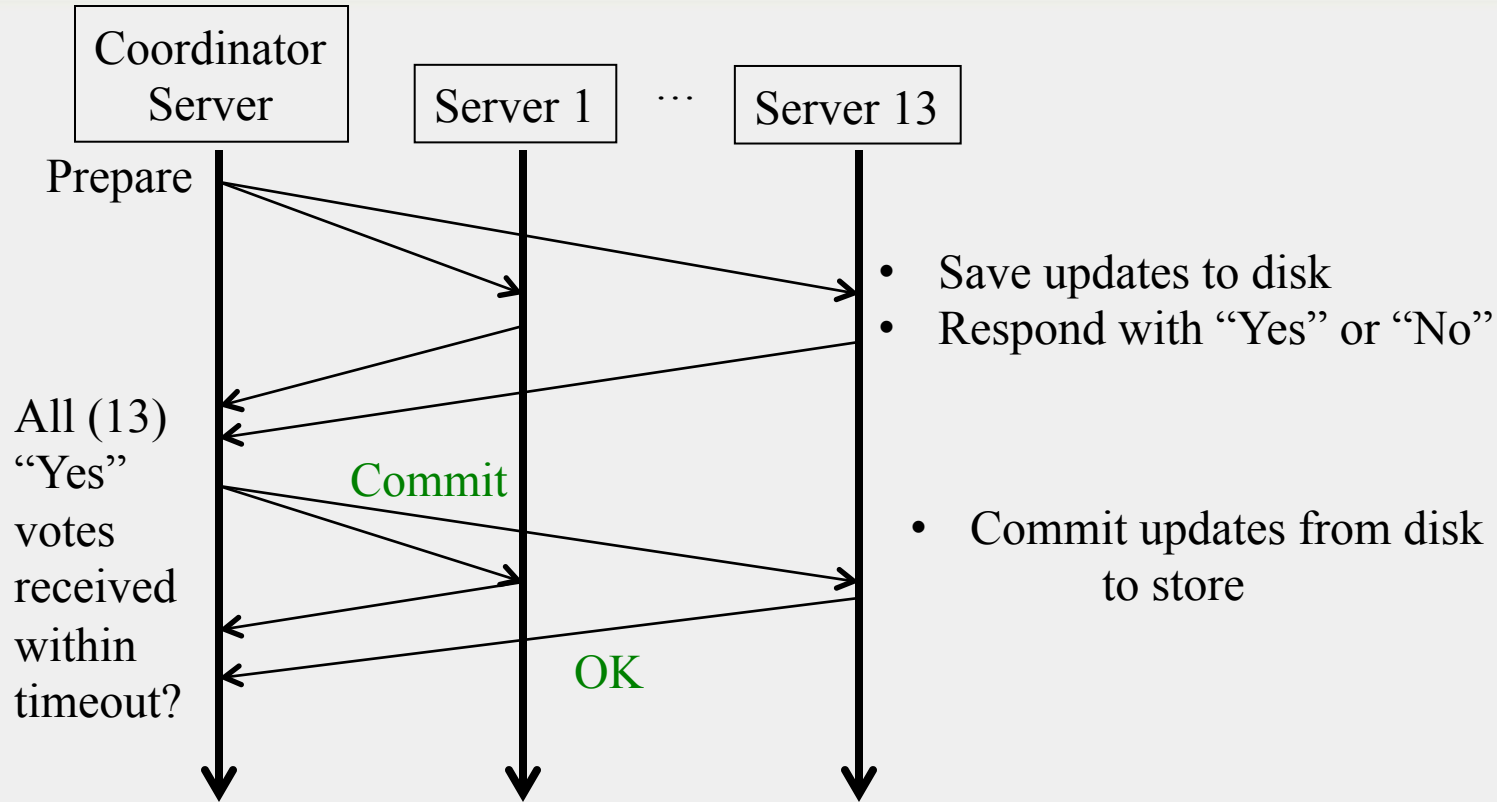 Coordinator
Server
Server 1
…
Server 13
Prepare
• Save updates to disk
• Respond with “Yes” or “No”
All (13)
“Yes”
votes
received
within
timeout?
Commit
• Commit updates from disk
to store
OK